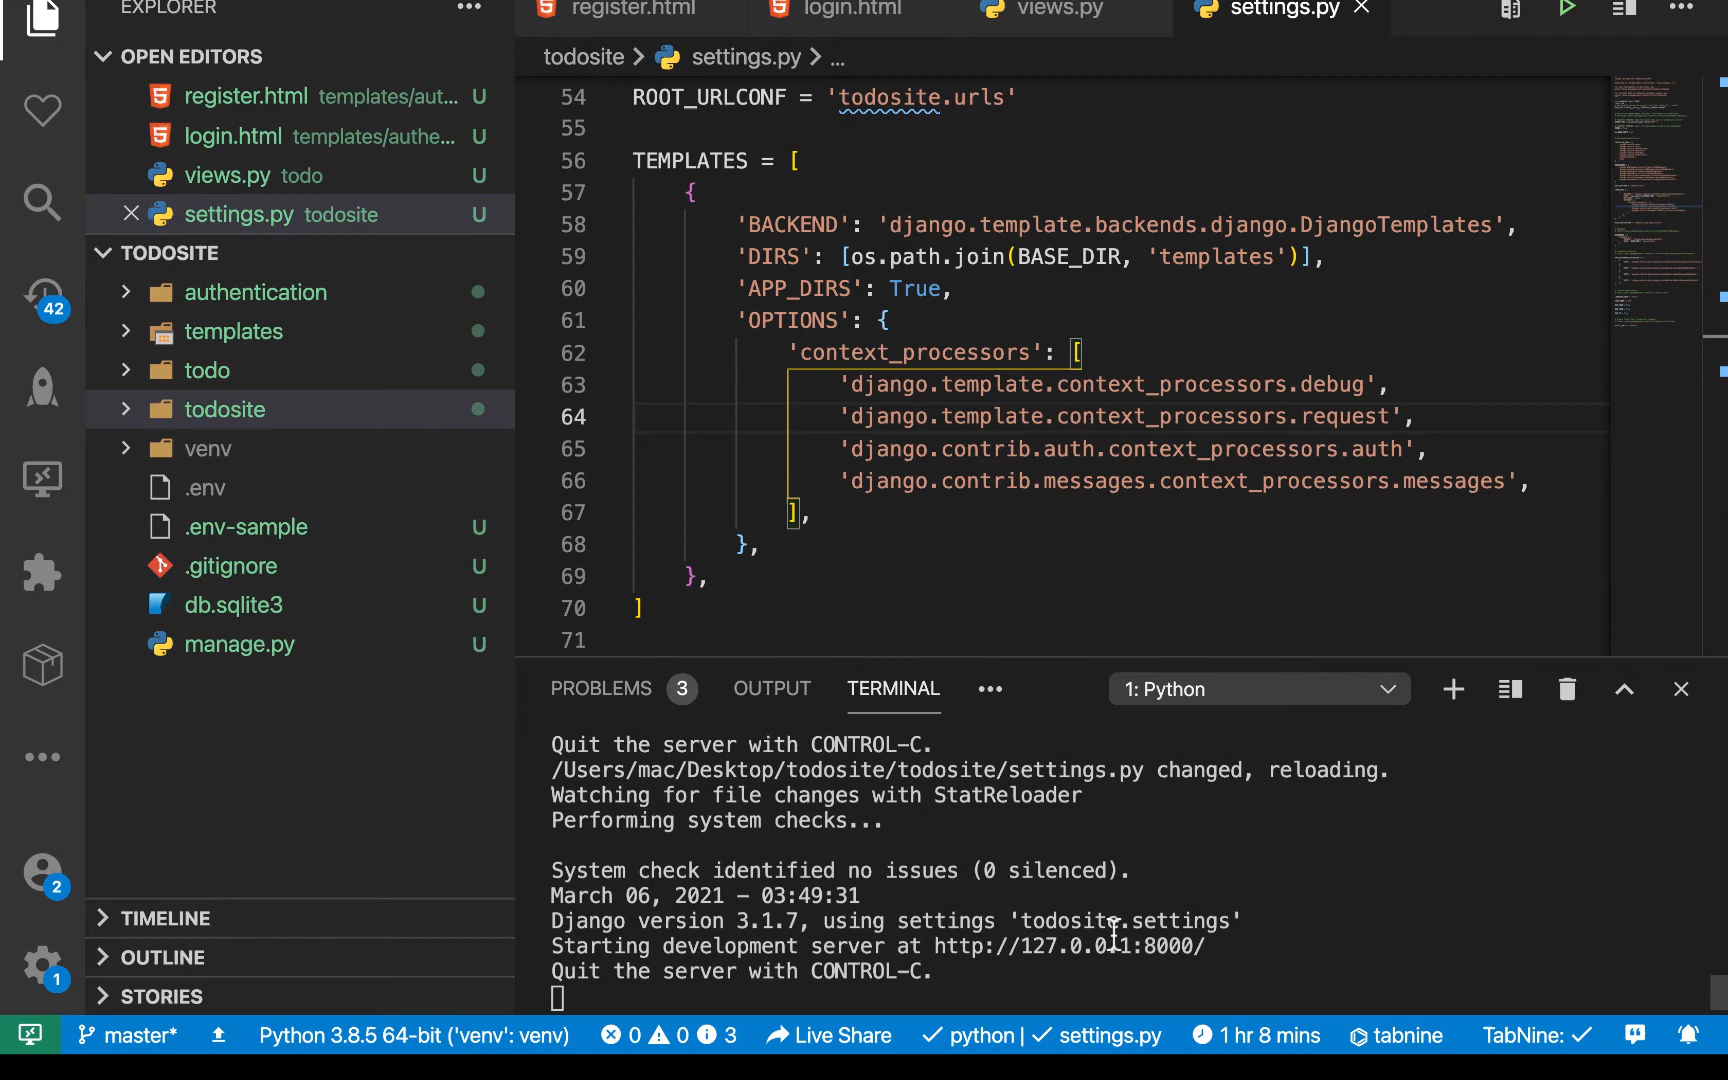 EXPLORER
register.html
login.html
views.py
settings.py
OPEN EDITORS
register.html templates/aut... U
login.html templates/authe... U
views.py todo U
settings.py todosite U
TODOSITE
authentication
templates
todo
todosite
venv
.env
.env-sample U
.gitignore U
db.sqlite3 U
manage.py U
TIMELINE
OUTLINE
STORIES
42
2
1
todosite > settings.py > ...
54 ROOT_URLCONF = 'todosite.urls'
55
56 TEMPLATES = [
57 {
58 'BACKEND': 'django.template.backends.django.DjangoTemplates',
59 'DIRS': [os.path.join(BASE_DIR, 'templates')],
60 'APP_DIRS': True,
61 'OPTIONS': {
62 'context_processors': [
63 'django.template.context_processors.debug',
64 'django.template.context_processors.request',
65 'django.contrib.auth.context_processors.auth',
66 'django.contrib.messages.context_processors.messages',
67 ],
68 },
69 },
70 ]
71
PROBLEMS 3 OUTPUT TERMINAL ... 1: Python
Quit the server with CONTROL-C.
/Users/mac/Desktop/todosite/todosite/settings.py changed, reloading.
Watching for file changes with StatReloader
Performing system checks...
System check identified no issues (0 silenced).
March 06, 2021 - 03:49:31
Django version 3.1.7, using settings 'todosite.settings'
Starting development server at http://127.0.0.1:8000/
Quit the server with CONTROL-C.
master* Python 3.8.5 64-bit ('venv': venv) 0 0 3 Live Share python | settings.py 1 hr 8 mins tabnine TabNine: